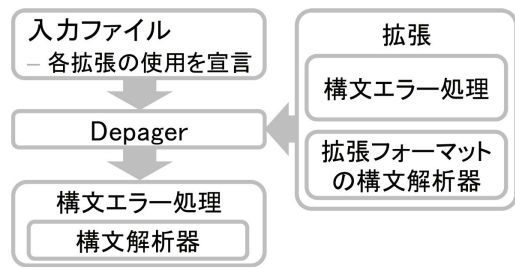 入力ファイル
– 各拡張の使用を宣言
Depager
構文エラー処理
構文解析器
拡張
構文エラー処理
拡張フォーマット
の構文解析器